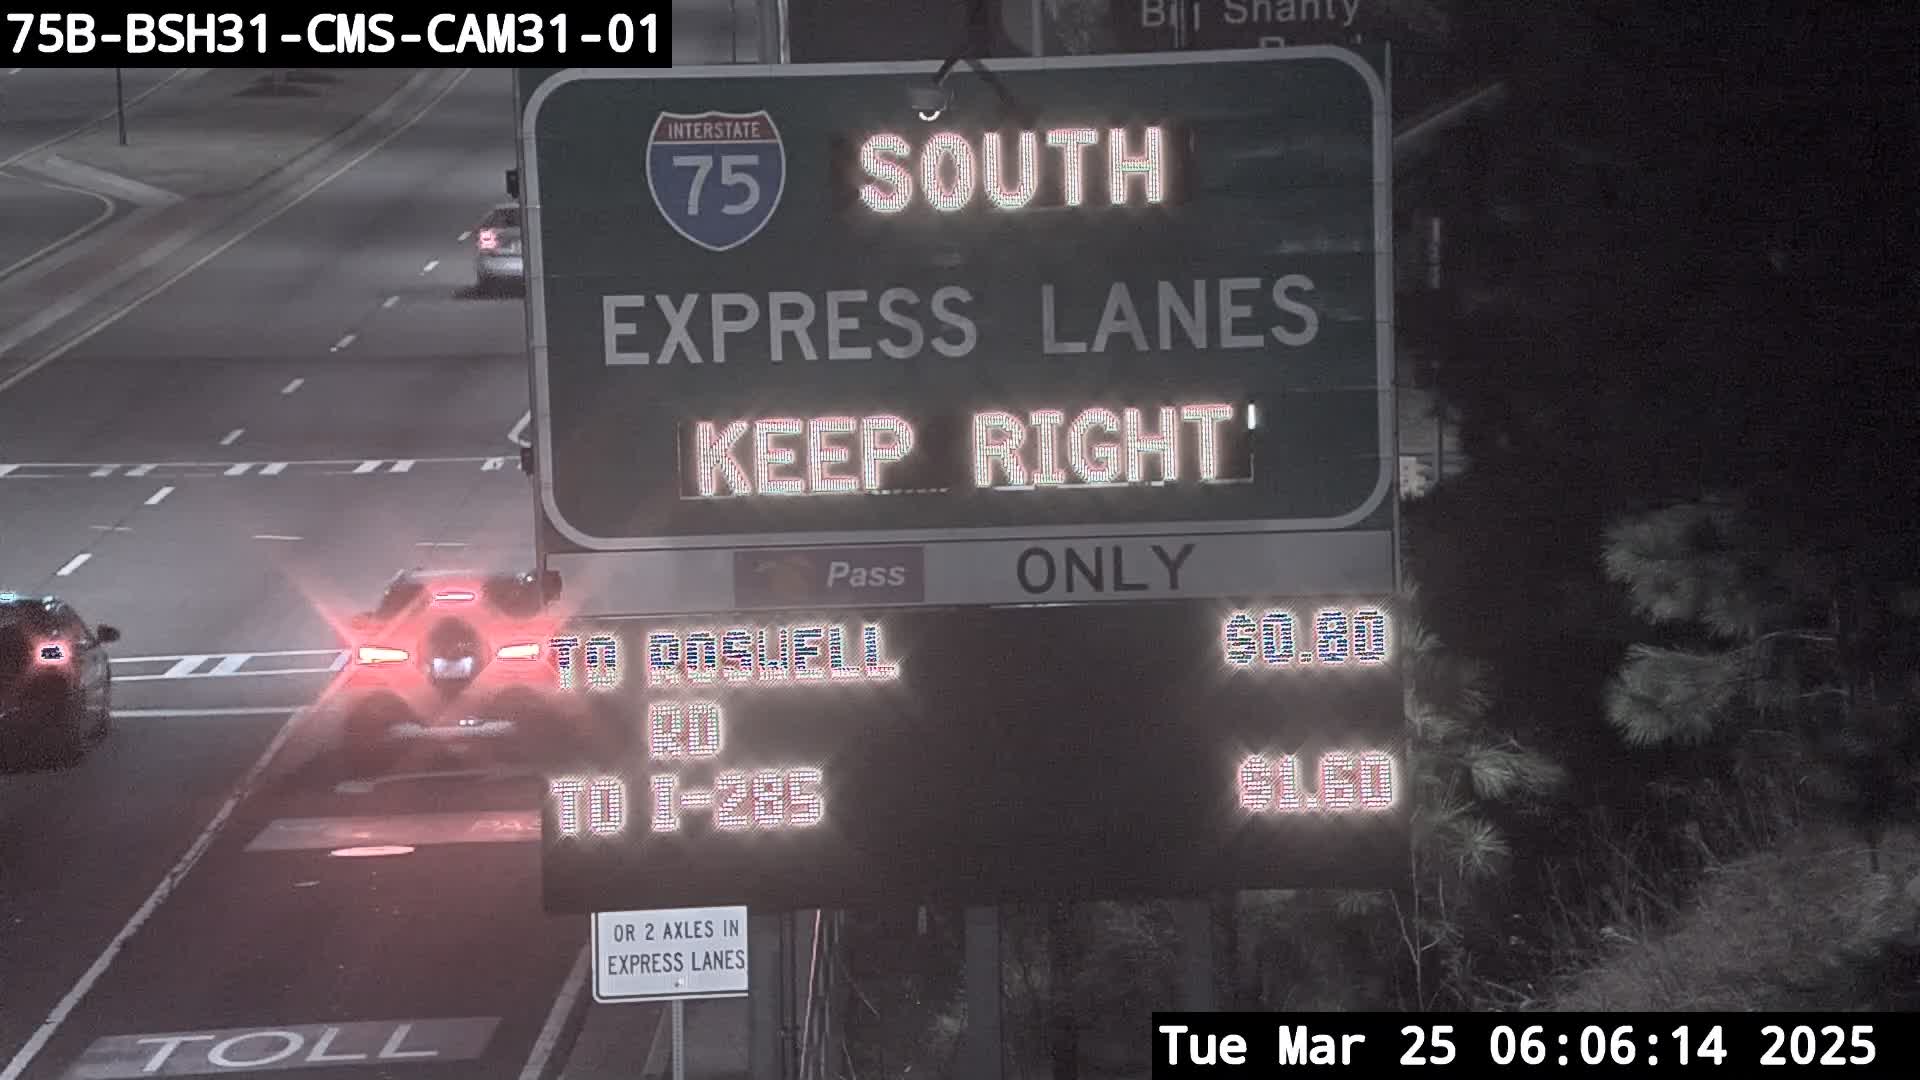 75B-BSH31-CMS-CAM31-01
Shanty
INTERSTATE
75
SOUTH
EXPRESS LANES
KEEP RIGHT
Pass ONLY
TO ROSWELL $0.80
RD
TO I-285 $1.60
OR 2 AXLES IN
EXPRESS LANES
TOLL
Tue Mar 25 06:06:14 2025